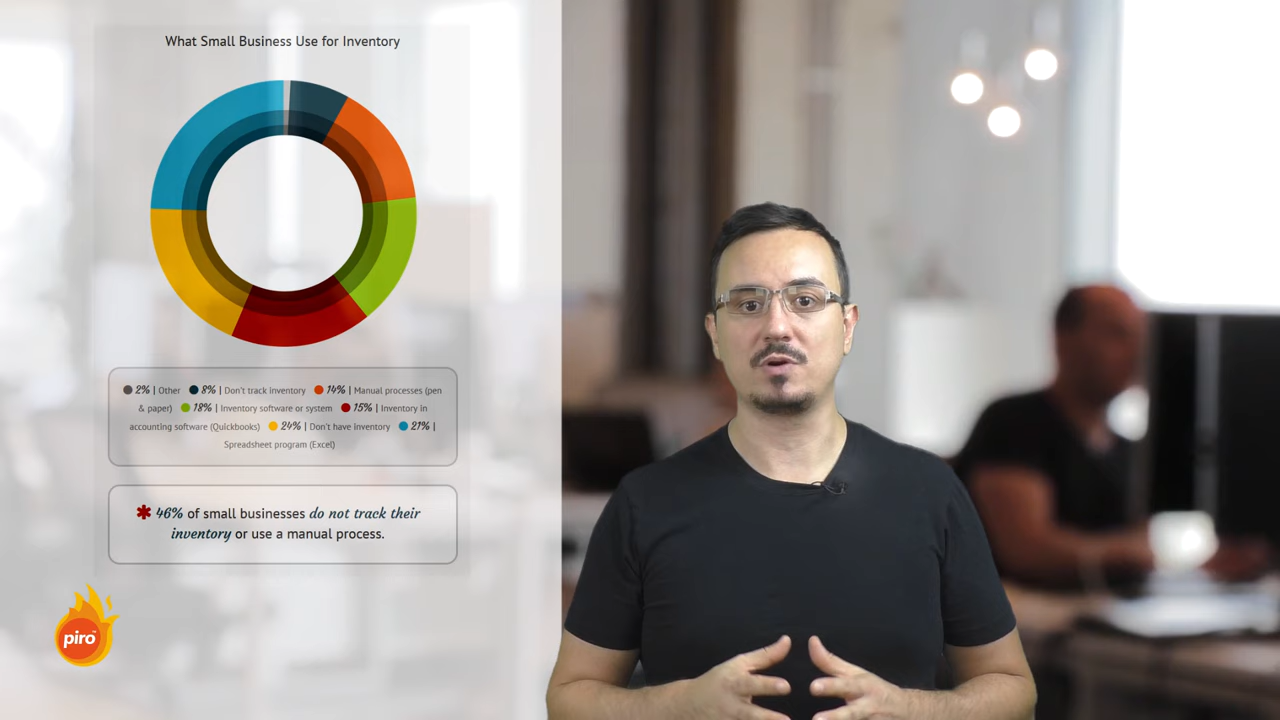 What Small Business Use for Inventory
2% | Other 8% | Don't track inventory 14% | Manual processes (pen
& paper) 18% | Inventory software or system 15% | Inventory in
accounting software (Quickbooks) 24% | Don't have inventory 21% |
Spreadsheet program (Excel)
* 46% of small businesses do not track their
inventory or use a manual process.
piro